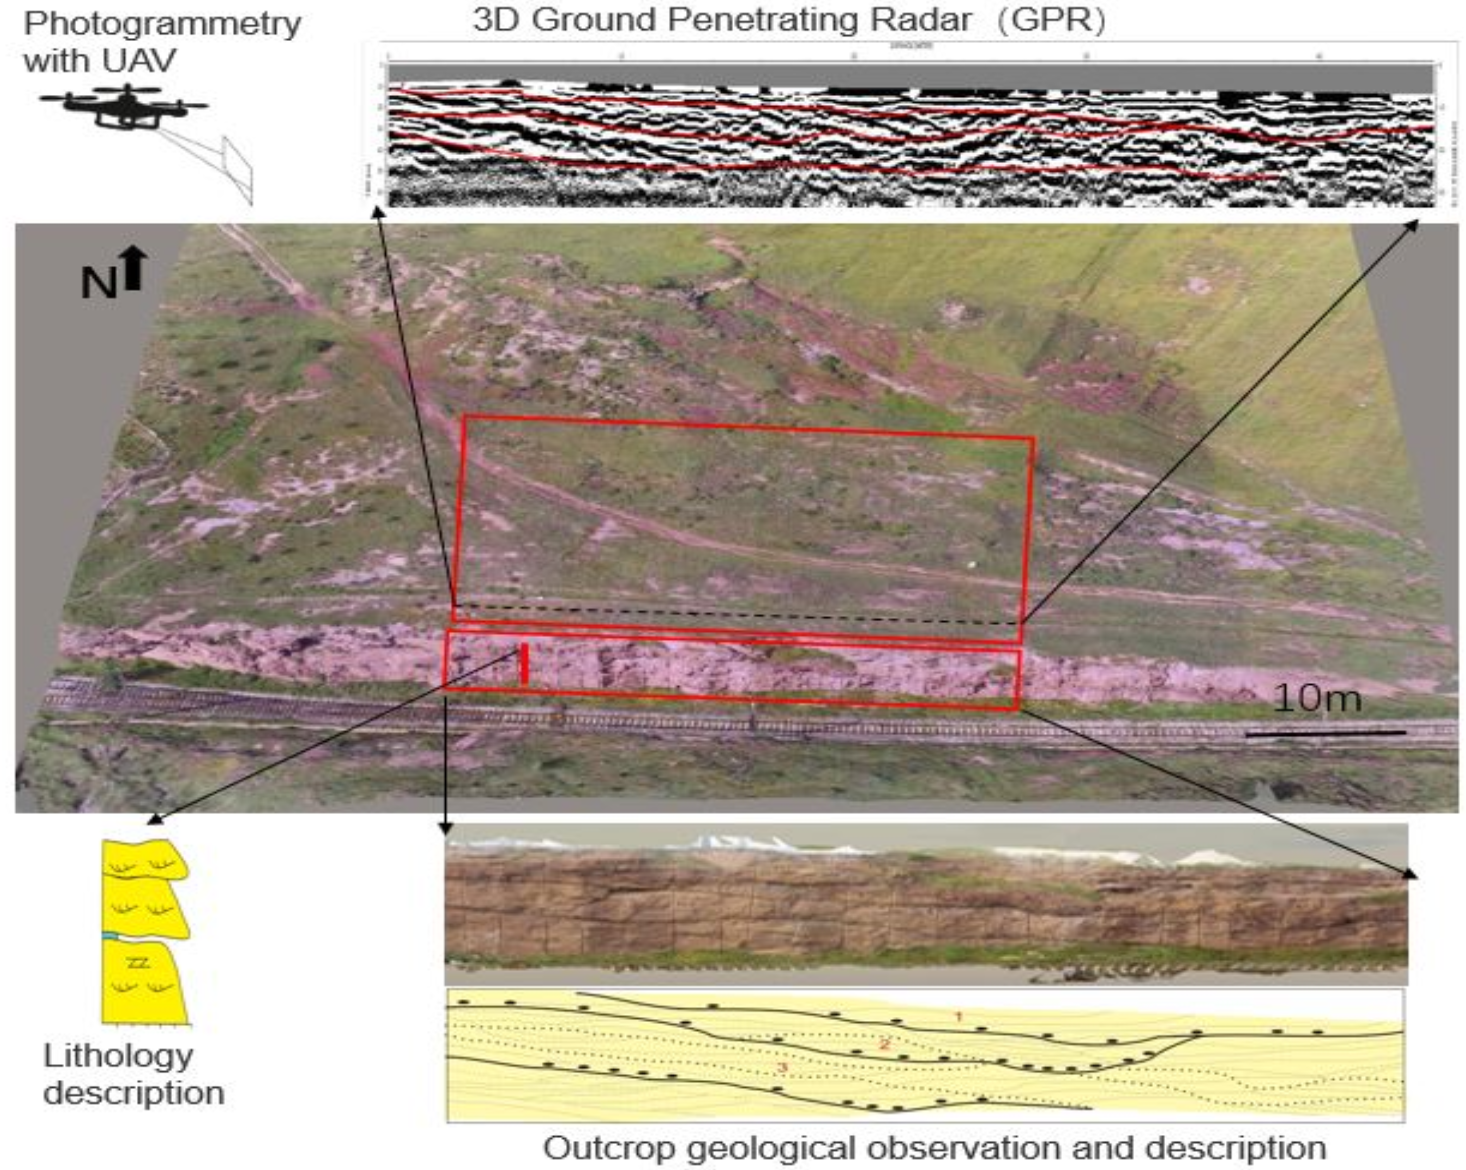 Photogrammetry
with UAV
3D Ground Penetrating Radar (GPR)
N
10m
1
2
3
Lithology
description
Outcrop geological observation and description